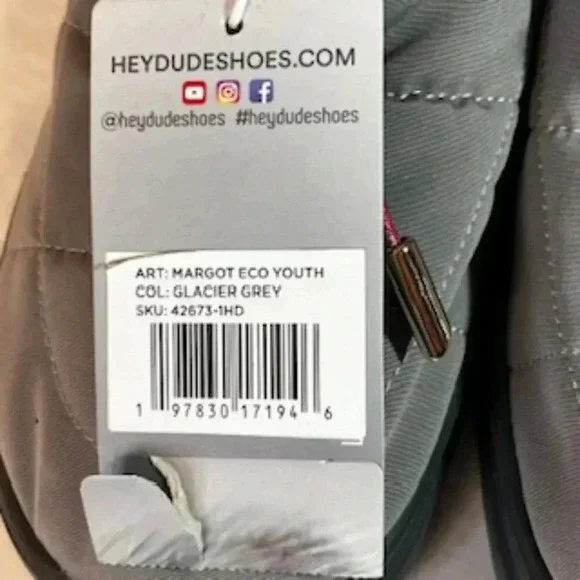 HEYDUDESHOES.COM
@heydudeshoes #heydudeshoes
ART: MARGOT ECO YOUTH
COL: GLACIER GREY
SKU: 42673-1HD
1 97830 17194 6